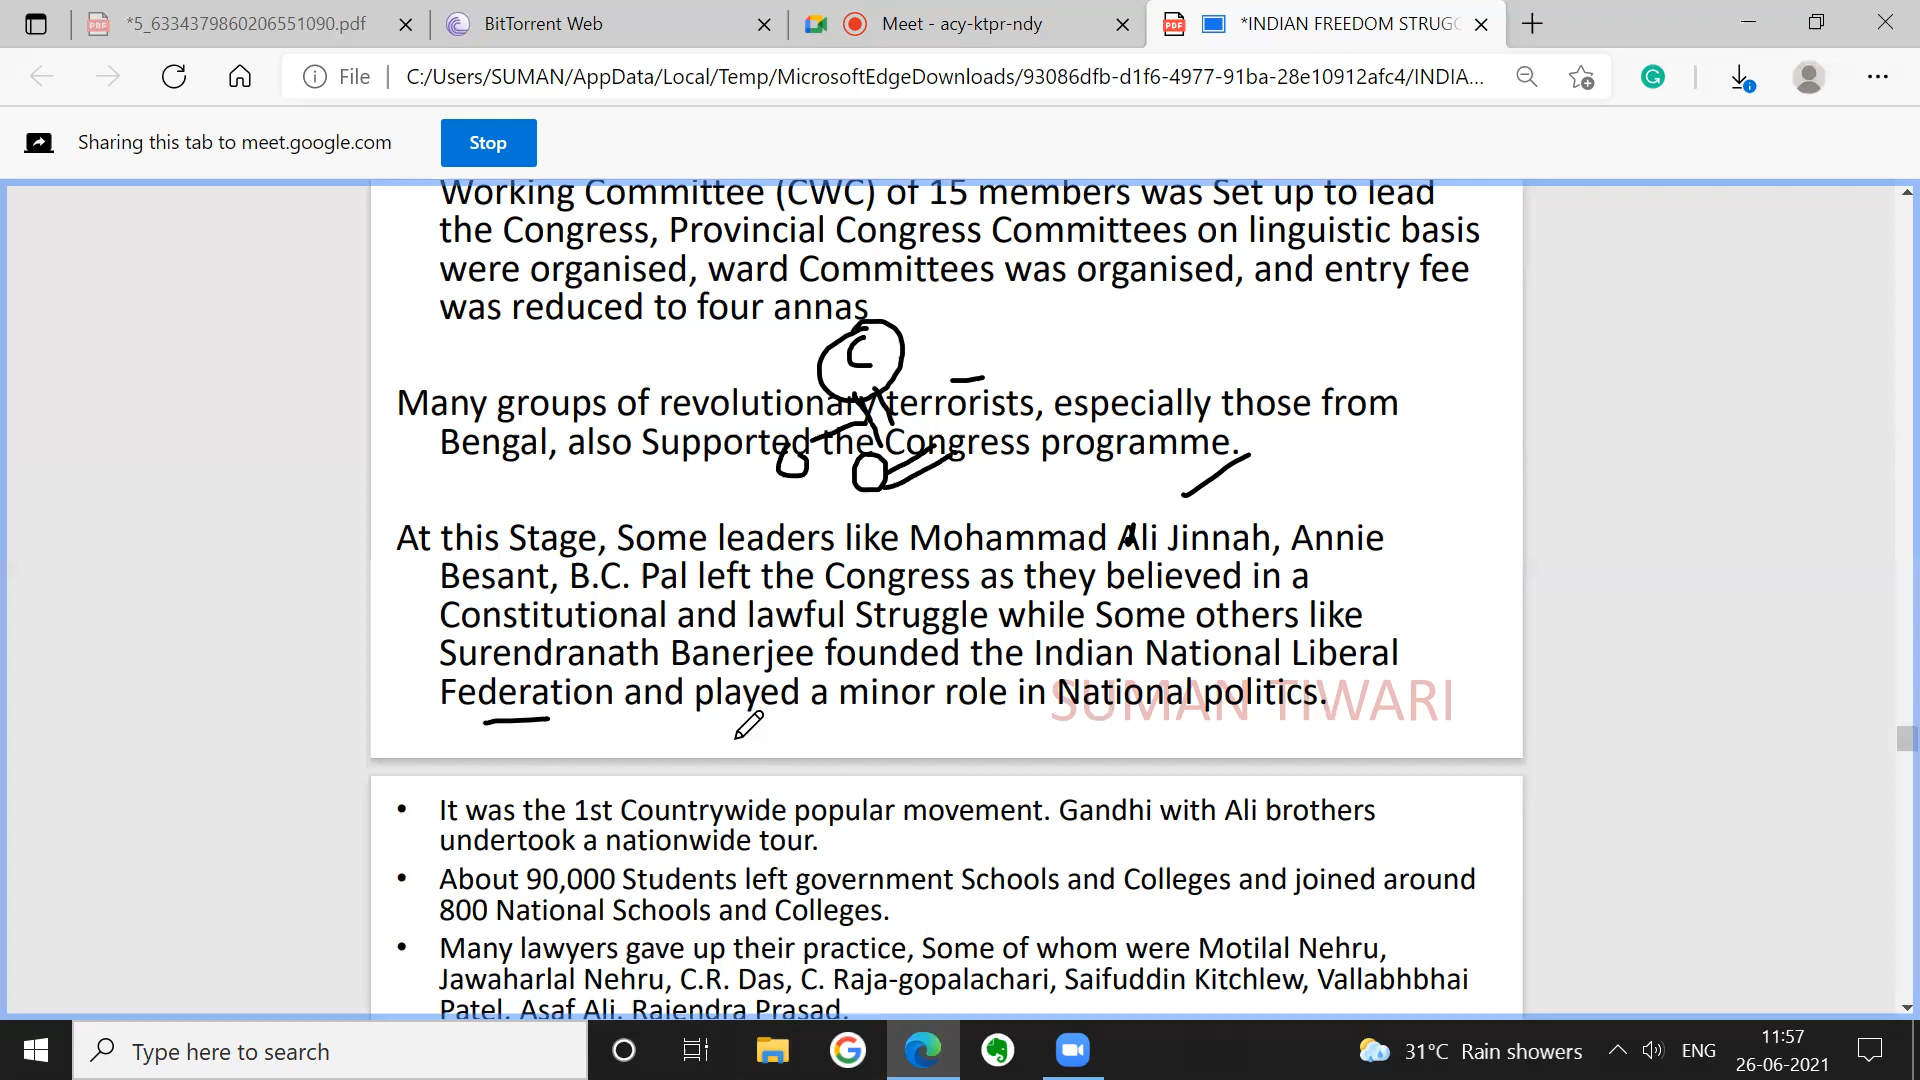 *5_6334379860206551090.pdf
BitTorrent Web
Meet - acy-ktpr-ndy
*INDIAN FREEDOM STRUGG
File
C:/Users/SUMAN/AppData/Local/Temp/MicrosoftEdgeDownloads/93086dfb-d1f6-4977-91ba-28e10912afc4/INDIA...
Sharing this tab to meet.google.com
Stop
Working Committee (CWC) of 15 members was Set up to lead
the Congress, Provincial Congress Committees on linguistic basis
were organised, ward Committees was organised, and entry fee
was reduced to four annas
C
Many groups of revolutionary terrorists, especially those from
Bengal, also Supported the Congress programme.
At this Stage, Some leaders like Mohammad Ali Jinnah, Annie
Besant, B.C. Pal left the Congress as they believed in a
Constitutional and lawful Struggle while Some others like
Surendranath Banerjee founded the Indian National Liberal
Federation and played a minor role in National politics.
SUMAN TIWARI
• It was the 1st Countrywide popular movement. Gandhi with Ali brothers
undertook a nationwide tour.
• About 90,000 Students left government Schools and Colleges and joined around
800 National Schools and Colleges.
• Many lawyers gave up their practice, Some of whom were Motilal Nehru,
Jawaharlal Nehru, C.R. Das, C. Raja-gopalachari, Saifuddin Kitchlew, Vallabhbhai
Patel, Asaf Ali, Rajendra Prasad.
Type here to search
31°C Rain showers
ENG
11:57
26-06-2021